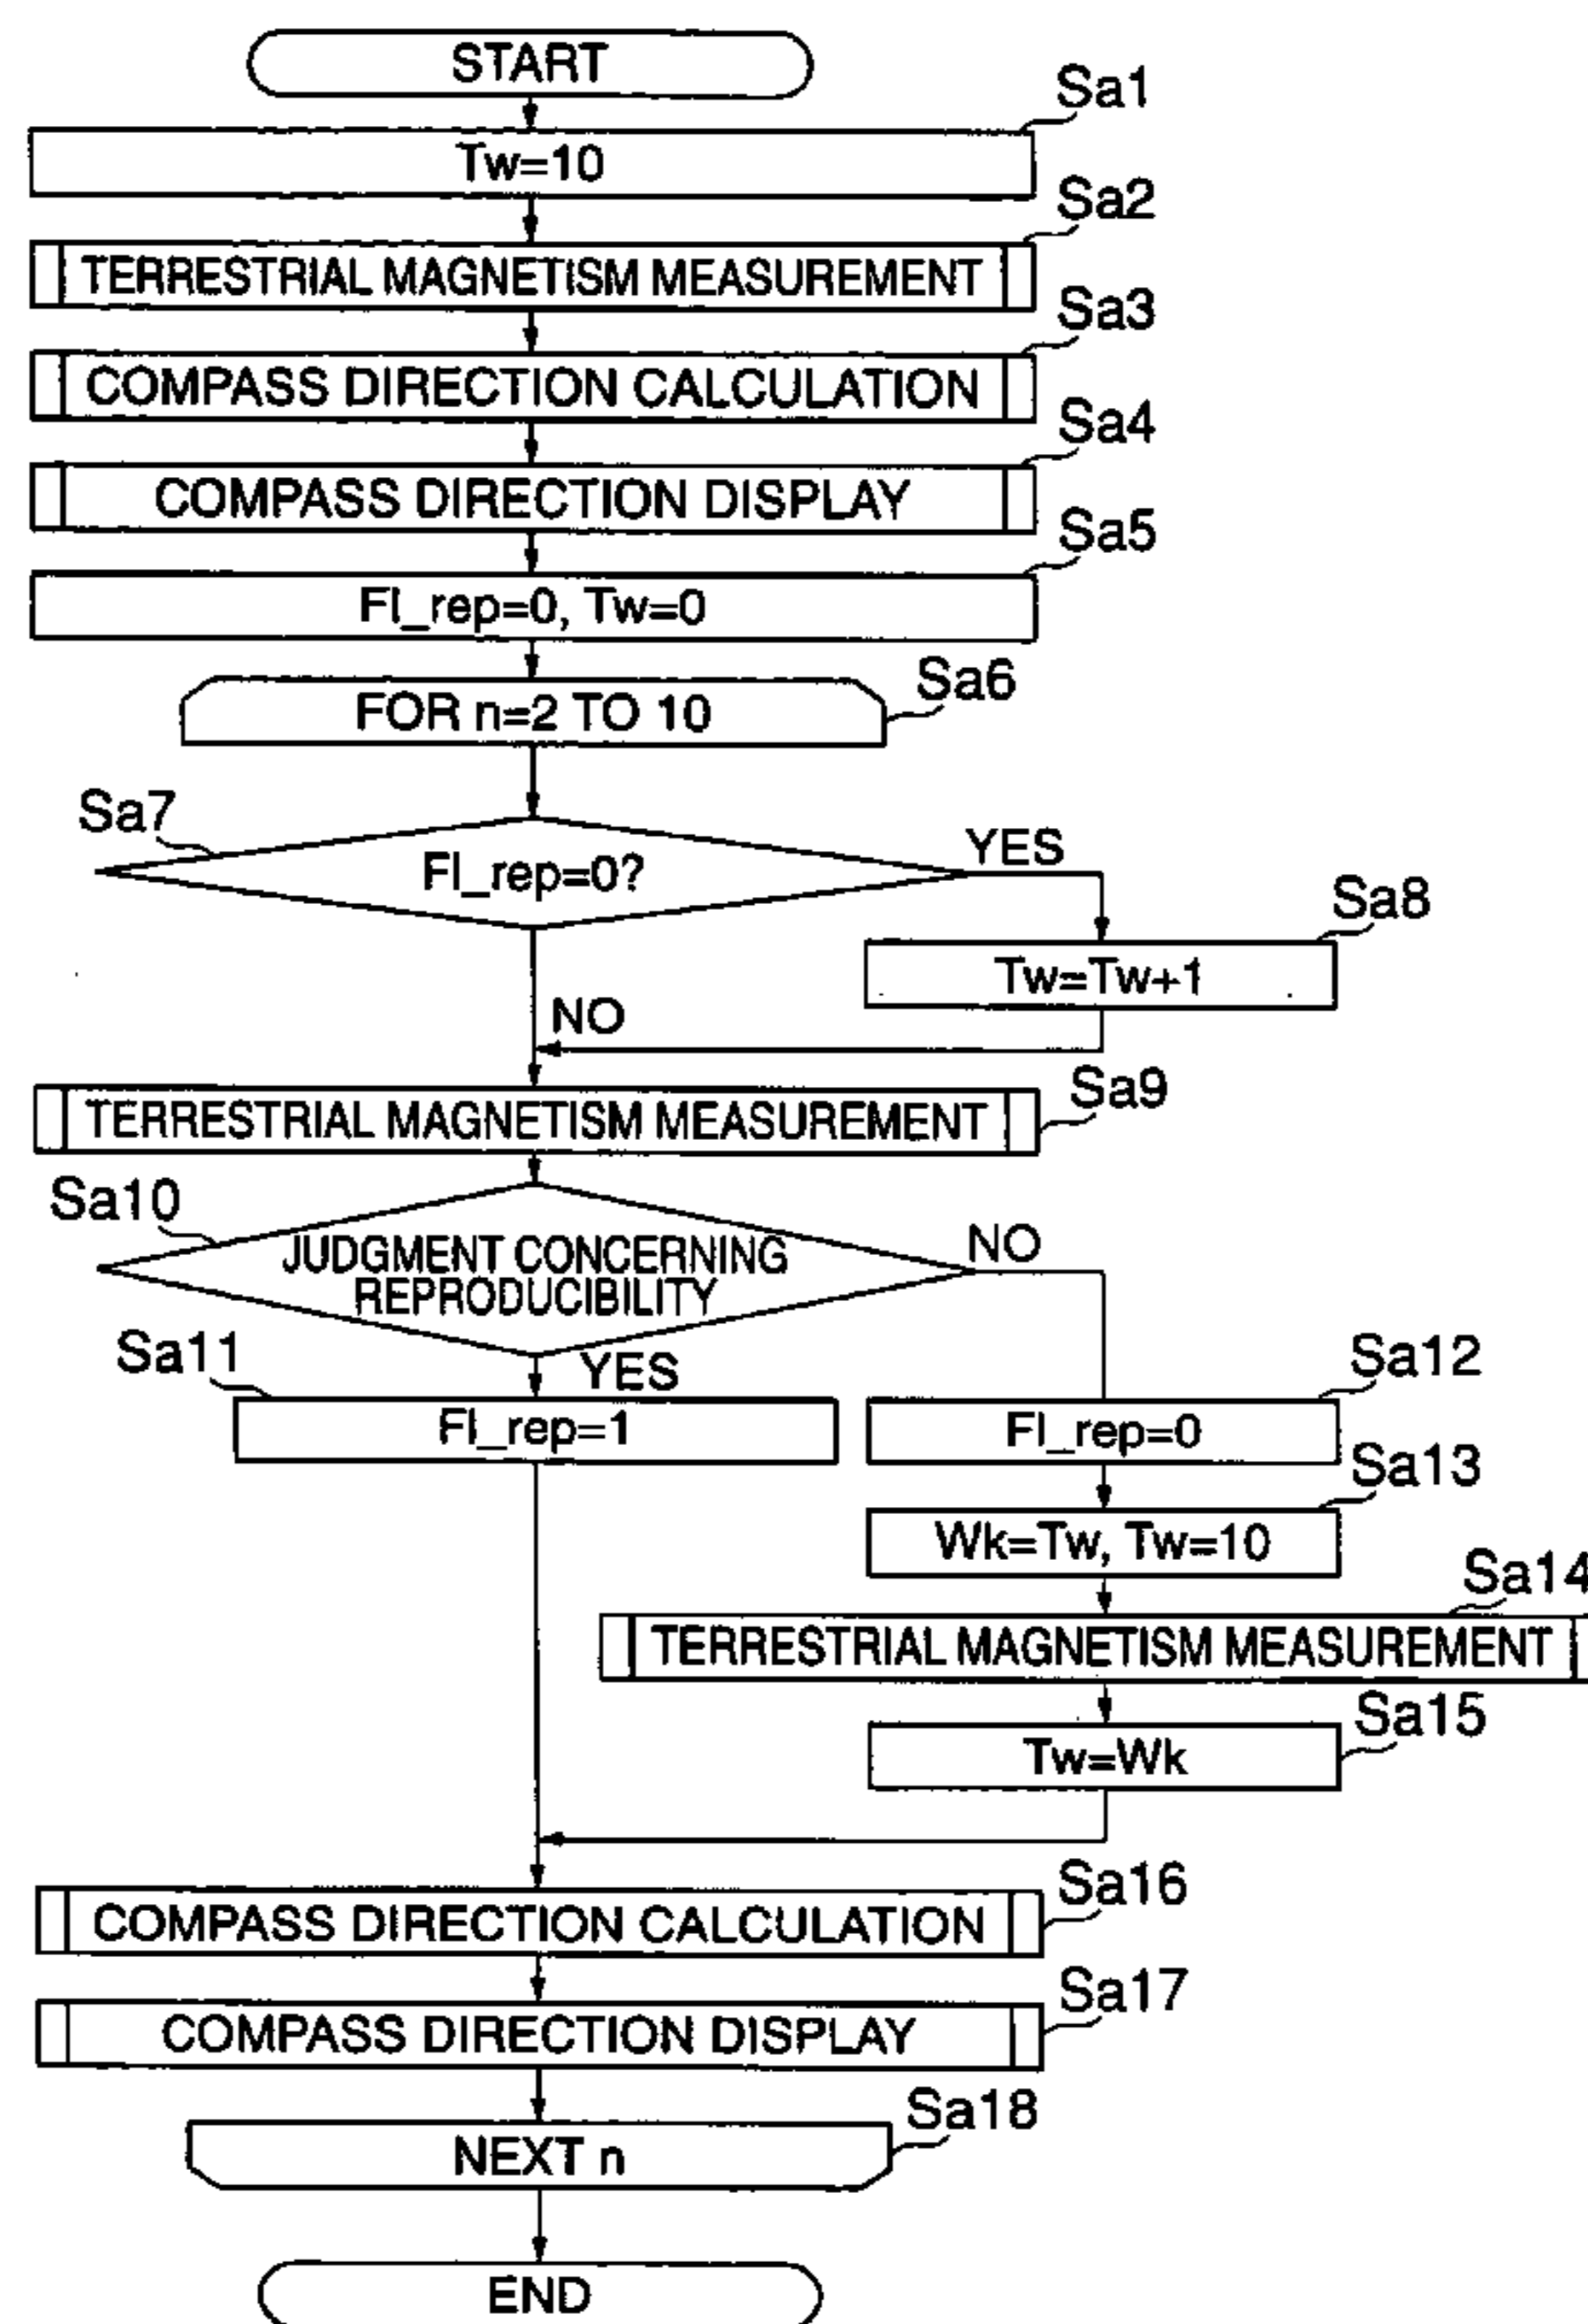 START
Sa1
Tw=10
Sa2
TERRESTRIAL MAGNETISM MEASUREMENT
Sa3
COMPASS DIRECTION CALCULATION
Sa4
COMPASS DIRECTION DISPLAY
Sa5
Fl_rep=0, Tw=0
Sa6
FOR n=2 TO 10
Sa7
Fl_rep=0?
YES
Sa8
Tw=Tw+1
NO
Sa9
TERRESTRIAL MAGNETISM MEASUREMENT
Sa10
JUDGMENT CONCERNING
REPRODUCIBILITY
NO
Sa11
YES
Sa12
Fl_rep=1
Fl_rep=0
Sa13
Wk=Tw, Tw=10
Sa14
TERRESTRIAL MAGNETISM MEASUREMENT
Sa15
Tw=Wk
Sa16
COMPASS DIRECTION CALCULATION
Sa17
COMPASS DIRECTION DISPLAY
Sa18
NEXT n
END